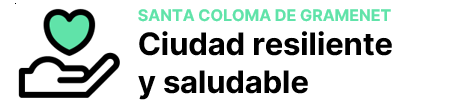 SANTA COLOMA DE GRAMENET
Ciudad resiliente
y saludable